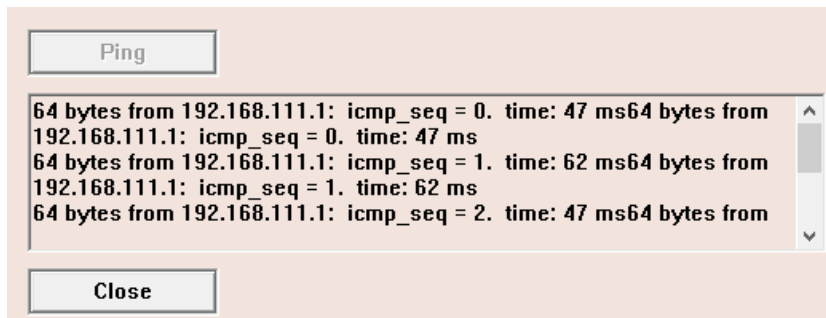 Ping
64 bytes from 192.168.111.1:  icmp_seq = 0.  time: 47 ms64 bytes from
192.168.111.1:  icmp_seq = 0.  time: 47 ms
64 bytes from 192.168.111.1:  icmp_seq = 1.  time: 62 ms64 bytes from
192.168.111.1:  icmp_seq = 1.  time: 62 ms
64 bytes from 192.168.111.1:  icmp_seq = 2.  time: 47 ms64 bytes from
Close